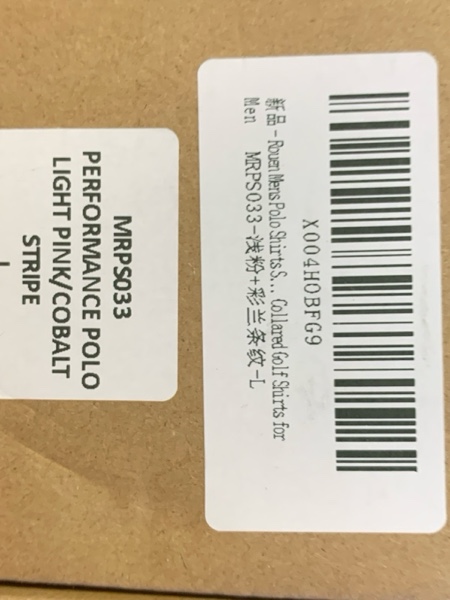 X004H0BFG9
新品 - Rouen Mens Polo Shirts S... Collared Golf Shirts for
Men MRPS033-浅粉+彩兰条纹-L
MRPS033
PERFORMANCE POLO
LIGHT PINK/COBALT
STRIPE